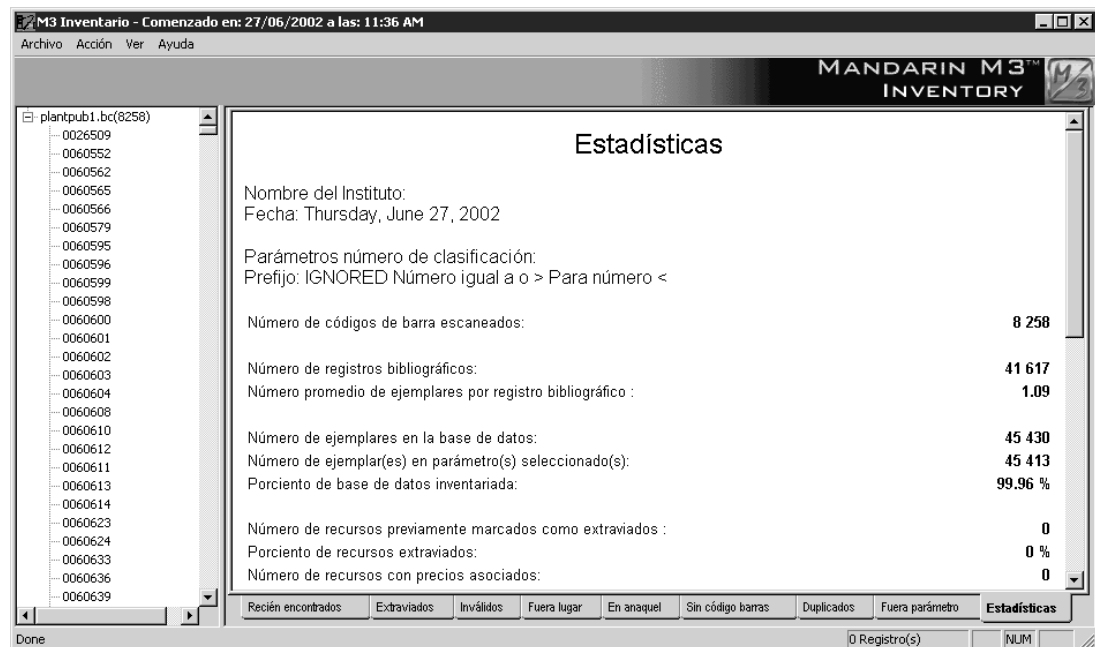 M3 Inventario - Comenzado en: 27/06/2002 a las: 11:36 AM
Archivo Acción Ver Ayuda
MANDARIN M3™
INVENTORY
M/3
plantpub1.bc(8258)
0026509
0060552
0060562
0060565
0060566
0060579
0060595
0060596
0060599
0060598
0060600
0060601
0060602
0060603
0060604
0060608
0060610
0060612
0060611
0060613
0060614
0060623
0060624
0060633
0060636
0060639
Estadísticas
Nombre del Instituto:
Fecha: Thursday, June 27, 2002
Parámetros número de clasificación:
Prefijo: IGNORED Número igual a o > Para número <
Número de códigos de barra escaneados: 8 258
Número de registros bibliográficos: 41 617
Número promedio de ejemplares por registro bibliográfico : 1.09
Número de ejemplares en la base de datos: 45 430
Número de ejemplar(es) en parámetro(s) seleccionado(s): 45 413
Porciento de base de datos inventariada: 99.96 %
Número de recursos previamente marcados como extraviados : 0
Porciento de recursos extraviados: 0 %
Número de recursos con precios asociados: 0
Recién encontrados Extraviados Inválidos Fuera lugar En anaquel Sin código barras Duplicados Fuera parámetro Estadísticas
Done 0 Registro(s) NUM